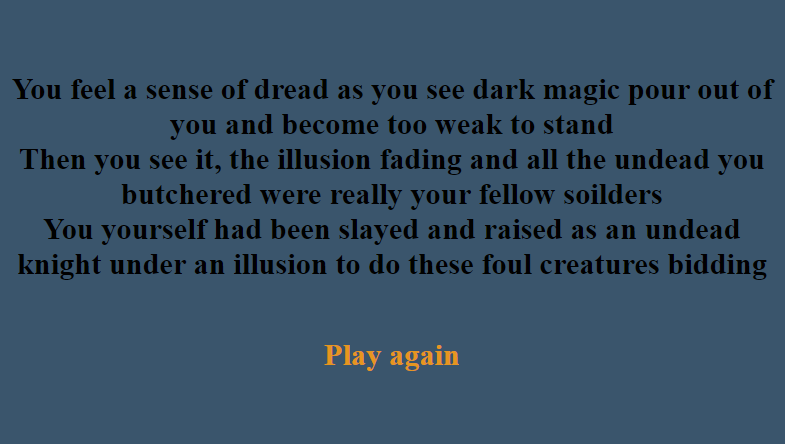 You feel a sense of dread as you see dark magic pour out of
you and become too weak to stand
Then you see it, the illusion fading and all the undead you
butchered were really your fellow soilders
You yourself had been slayed and raised as an undead
knight under an illusion to do these foul creatures bidding
Play again